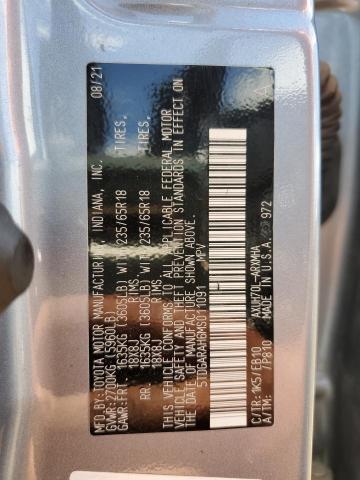 MFD.BY:TOYOTA MOTOR MANUFACTURING, INDIANA, INC. 08/21
GVWR:2700KG (5960LB)
GAWR:FRT. 1635KG (3605LB) WITH 235/65R18 TIRES,
18X8J RIMS
RR. 1635KG (3605LB) WITH 235/65R18 TIRES,
18X8J RIMS
THIS VEHICLE CONFORMS TO ALL APPLICABLE FEDERAL MOTOR
VEHICLE SAFETY AND THEFT PREVENTION STANDARDS IN EFFECT ON
THE DATE OF MANUFACTURE SHOWN ABOVE.
5TDGARAH6MS011091 MPV
C/TR:1K5/FB10 AXUH70L-ARXMHA
A/TM: /P810 MADE IN U.S.A. 972